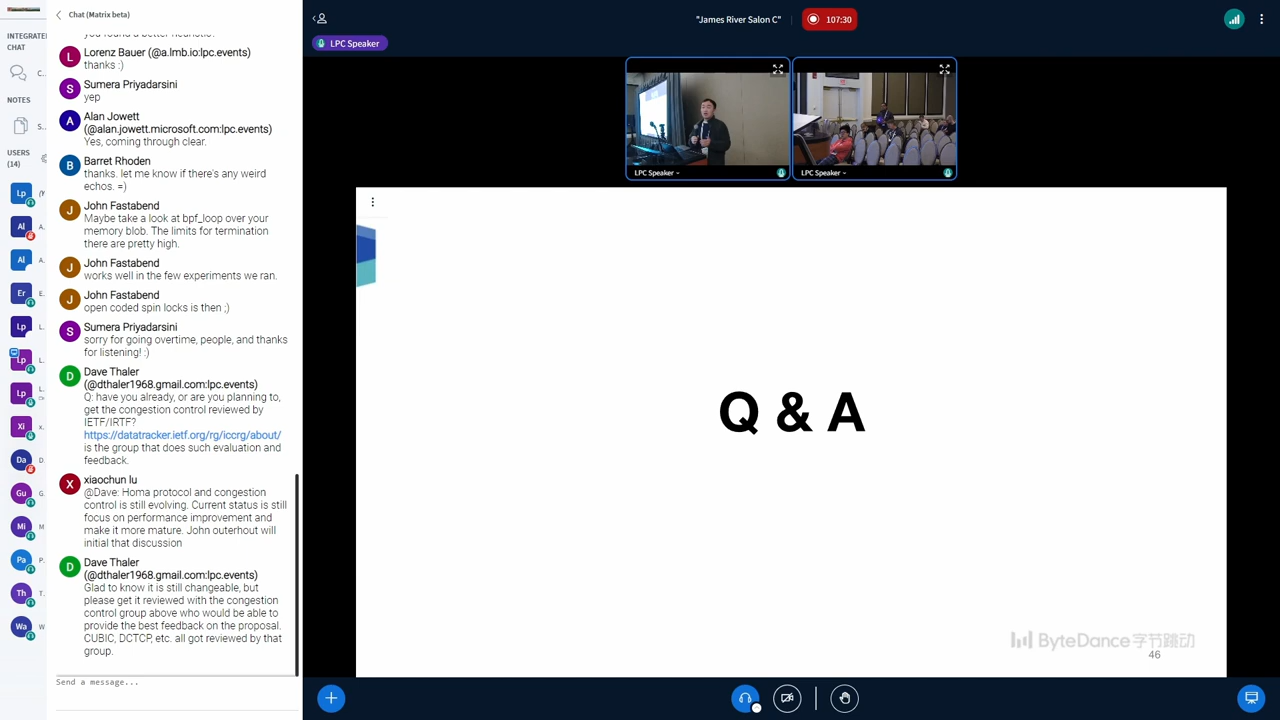 Chat (Matrix beta)
INTEGRATE
CHAT
C..
NOTES
S..
USERS
(14)
Lorenz Bauer (@a.lmb.io:lpc.events)
thanks :)
Sumera Priyadarsini
yep
Alan Jowett
(@alan.jowett.microsoft.com:lpc.events)
Yes, coming through clear.
Barret Rhoden
thanks. let me know if there's any weird
echos. =)
John Fastabend
Maybe take a look at bpf_loop over your
memory blob. The limits for termination
there are pretty high.
John Fastabend
works well in the few experiments we ran.
John Fastabend
open coded spin locks is then ;)
Sumera Priyadarsini
sorry for going overtime, people, and thanks
for listening! :)
Dave Thaler
(@dthaler1968.gmail.com:lpc.events)
Q: have you already, or are you planning to,
get the congestion control reviewed by
IETF/IRTF?
https://datatracker.ietf.org/rg/iccrg/about/
is the group that does such evaluation and
feedback.
xiaochun lu
@Dave: Homa protocol and congestion
control is still evolving. Current status is still
focus on performance improvement and
make it more mature. John outerhout will
initial that discussion
Dave Thaler
(@dthaler1968.gmail.com:lpc.events)
Glad to know it is still changeable, but
please get it reviewed with the congestion
control group above who would be able to
provide the best feedback on the proposal.
CUBIC, DCTCP, etc. all got reviewed by that
group.
Send a message...
"James River Salon C"
107:30
LPC Speaker
LPC Speaker
LPC Speaker
Q & A
ByteDance字节跳动
46